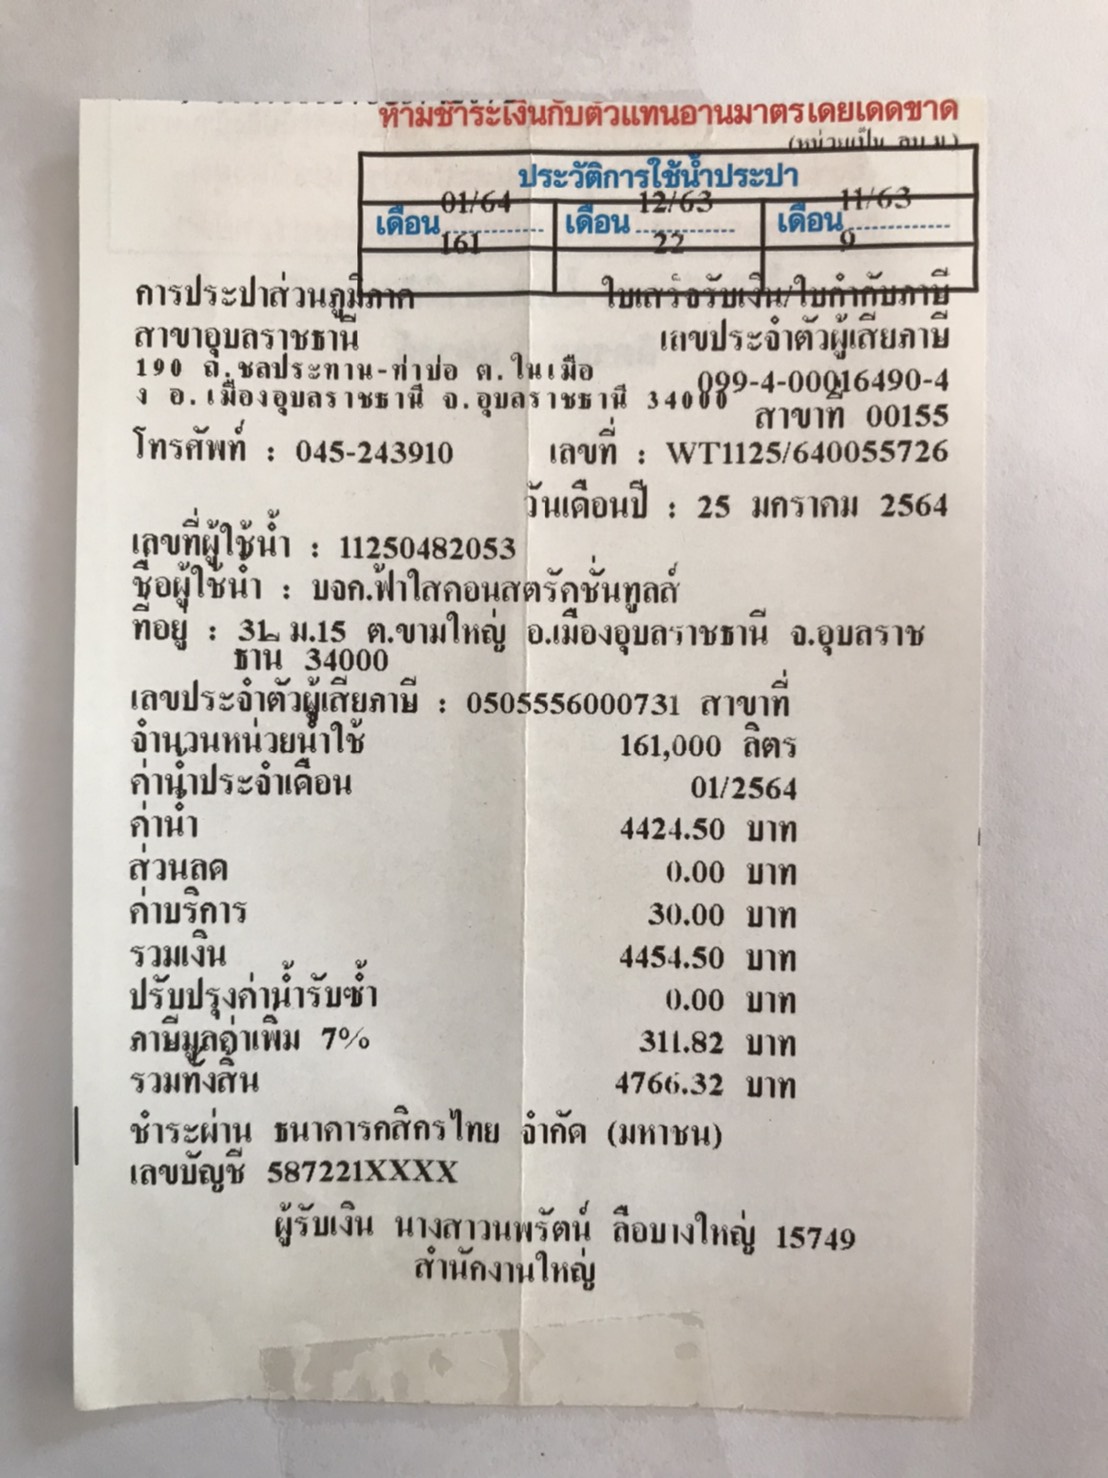 ห้ามชำระเงินกับตัวแทนอ่านมาตรโดยเด็ดขาด
(หน่วยเป็น ลบ.ม.)
ประวัติการใช้น้ำประปา
เดือน 01/64 เดือน 12/63 เดือน 11/63
161 22 9
การประปาส่วนภูมิภาค ใบเสร็จรับเงิน/ใบกำกับภาษี
สาขาอุบลราชธานี เลขประจำตัวผู้เสียภาษี
190 ถ.ชลประทาน-ท่าบ่อ ต.ในเมือ 099-4-00016490-4
ง อ.เมืองอุบลราชธานี จ.อุบลราชธานี 34000 สาขาที่ 00155
โทรศัพท์ : 045-243910 เลขที่ : WT1125/640055726
วันเดือนปี : 25 มกราคม 2564
เลขที่ผู้ใช้น้ำ : 11250482053
ชื่อผู้ใช้น้ำ : บจก.ฟ้าใสคอนสตรัคชั่นทูลส์
ที่อยู่ : ม.15 ต.ขามใหญ่ อ.เมืองอุบลราชธานี จ.อุบลราช
ธานี 34000
เลขประจำตัวผู้เสียภาษี : 0505556000731 สาขาที่
จำนวนหน่วยน้ำใช้ 161,000 ลิตร
ค่าน้ำประจำเดือน 01/2564
ค่าน้ำ 4424.50 บาท
ส่วนลด 0.00 บาท
ค่าบริการ 30.00 บาท
รวมเงิน 4454.50 บาท
ปรับปรุงค่าน้ำรับซ้ำ 0.00 บาท
ภาษีมูลค่าเพิ่ม 7% 311.82 บาท
รวมทั้งสิ้น 4766.32 บาท
ชำระผ่าน ธนาคารกสิกรไทย จำกัด (มหาชน)
เลขบัญชี 587221XXXX
ผู้รับเงิน นางสาวนพรัตน์ ลือบางใหญ่ 15749
สำนักงานใหญ่